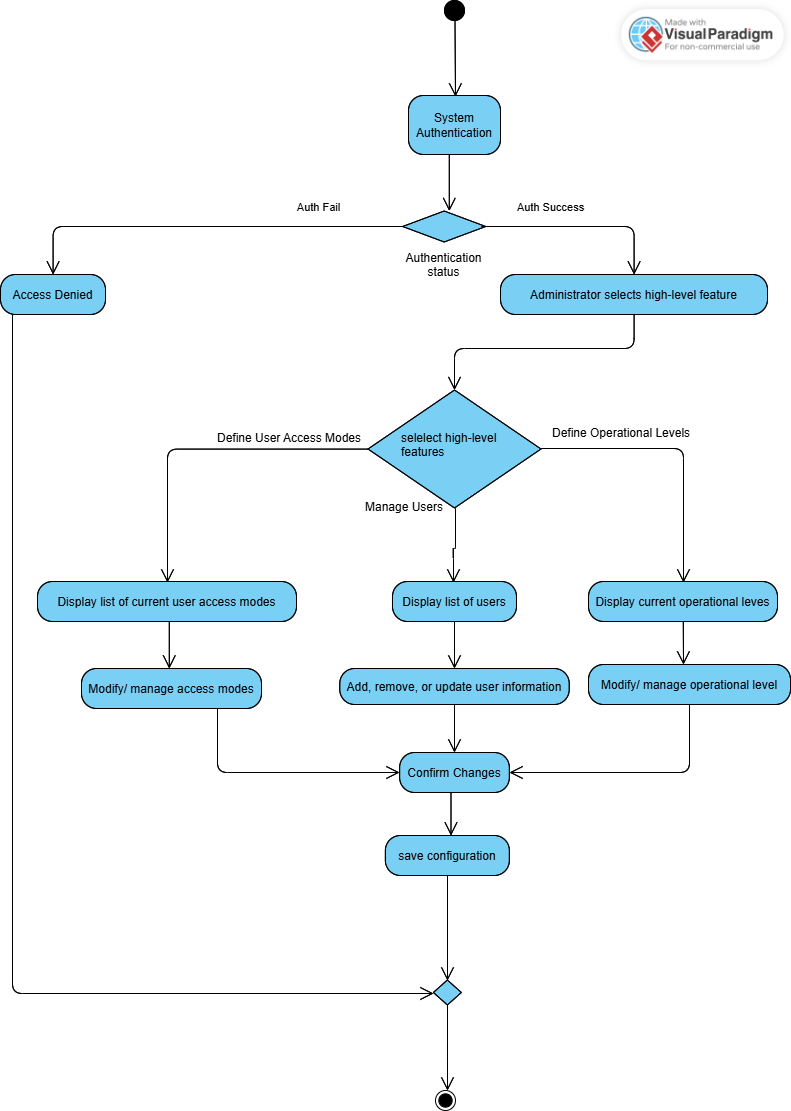 Made with
Visual Paradigm
For non-commercial use
System
Authentication
Auth Fail
Auth Success
Authentication
status
Access Denied
Administrator selects high-level feature
Define User Access Modes
selelect high-level
features
Define Operational Levels
Manage Users
Display list of current user access modes
Display list of users
Display current operational leves
Modify/ manage access modes
Add, remove, or update user information
Modify/ manage operational level
Confirm Changes
save configuration